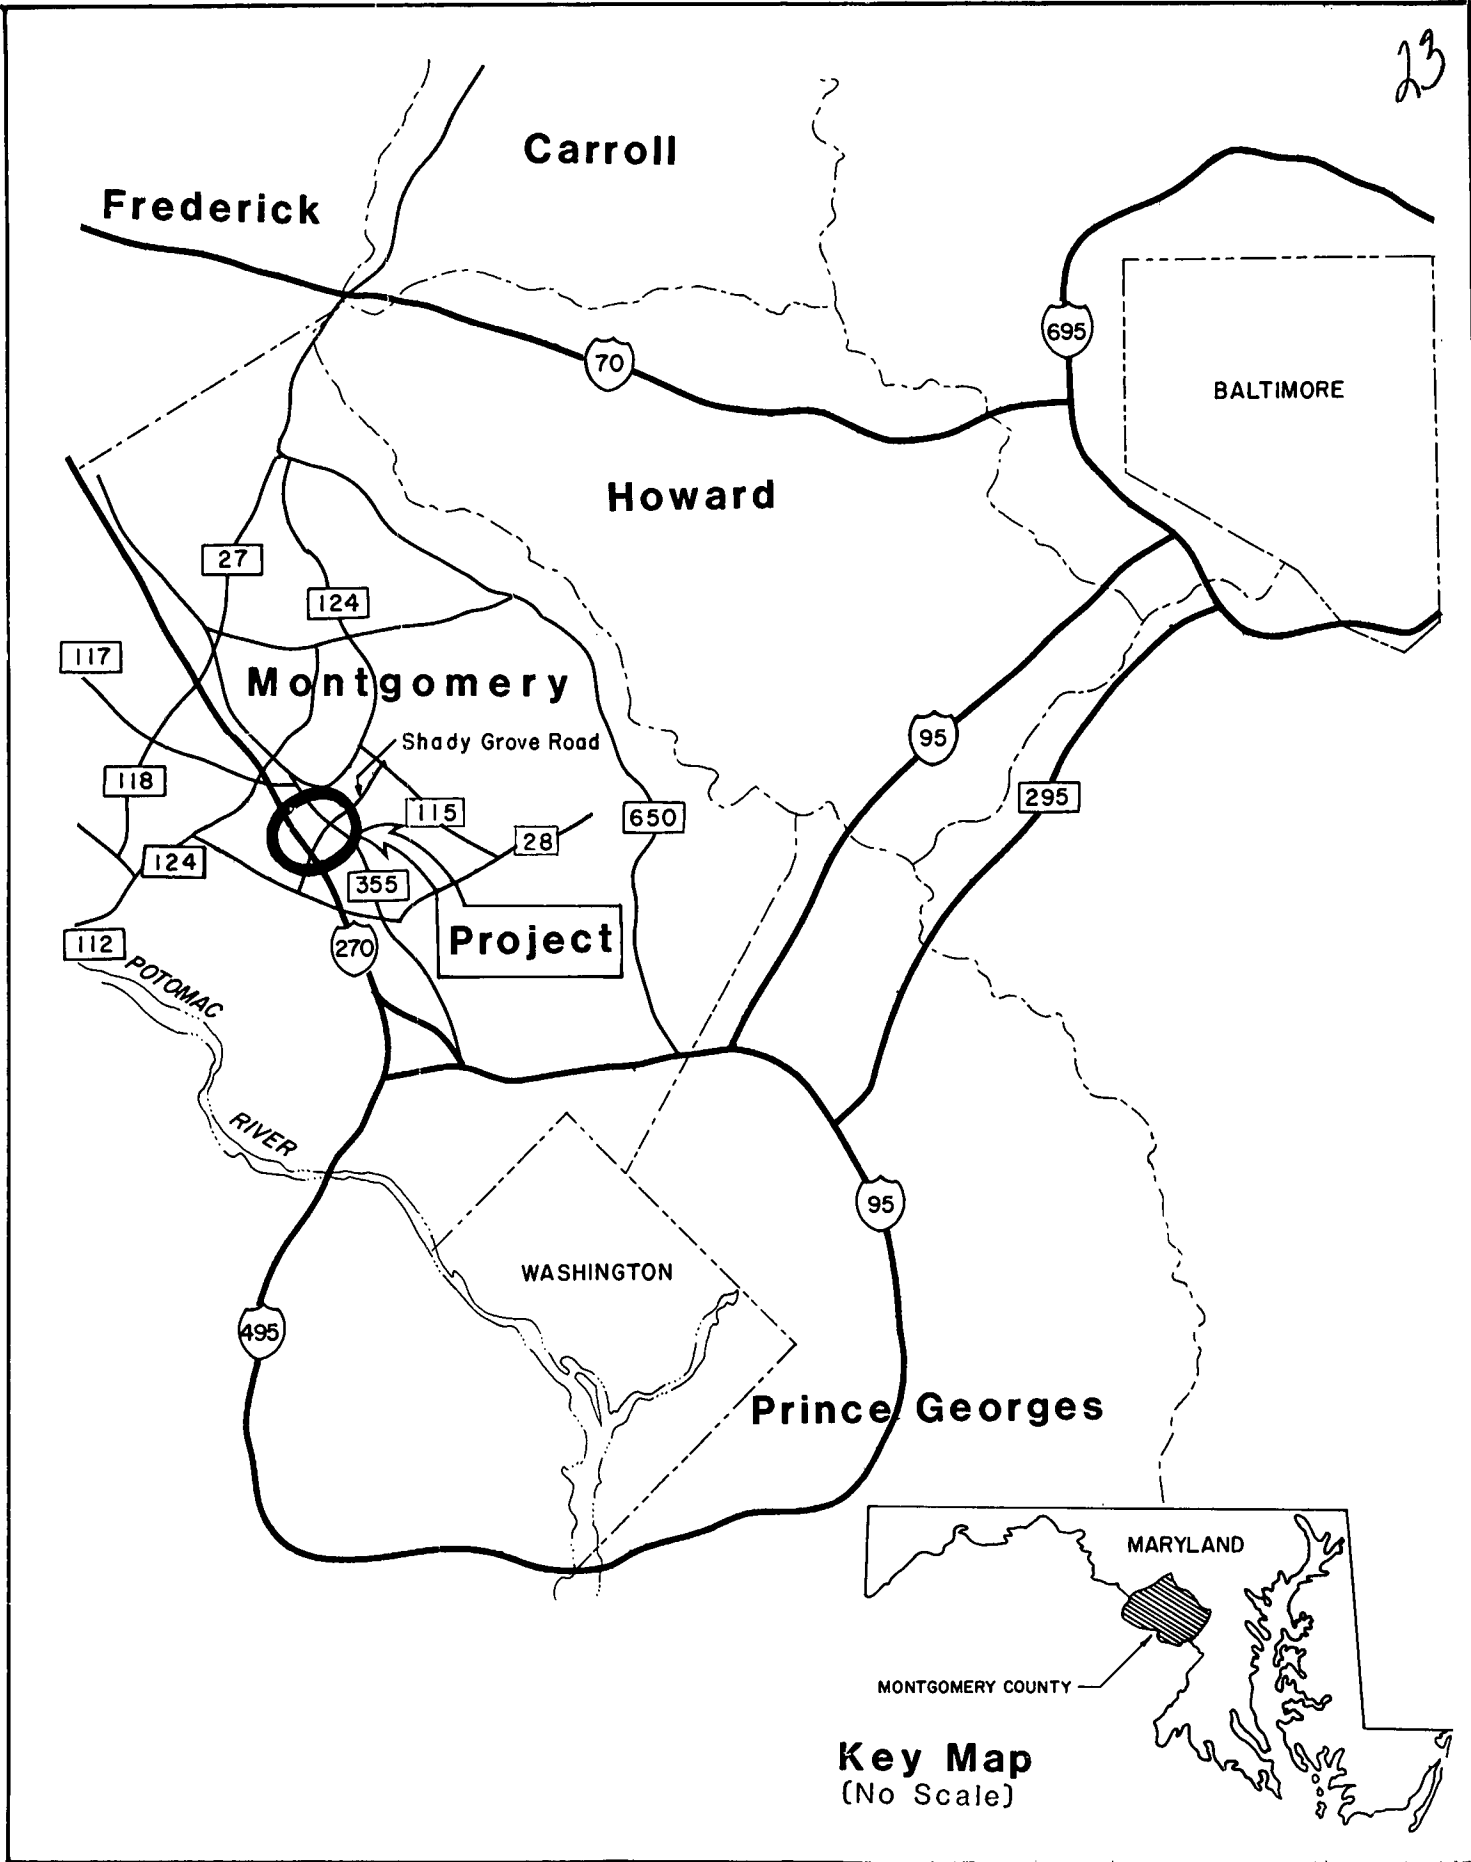 23
Carroll
Frederick
695
70
BALTIMORE
Howard
27
124
117
Montgomery
Shady Grove Road
95
118
295
115
650
28
124
355
Project
112
270
POTOMAC
RIVER
95
WASHINGTON
495
Prince Georges
MARYLAND
MONTGOMERY COUNTY
Key Map
(No Scale)